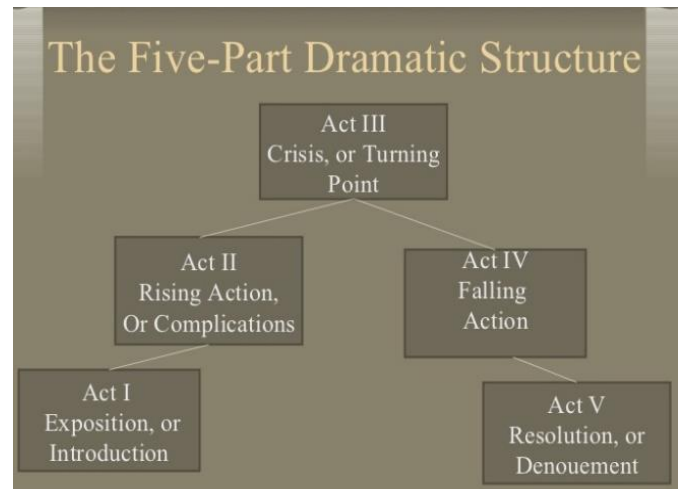 The Five-Part Dramatic Structure
Act III
Crisis, or Turning
Point
Act II
Rising Action,
Or Complications
Act IV
Falling
Action
Act I
Exposition, or
Introduction
Act V
Resolution, or
Denouement